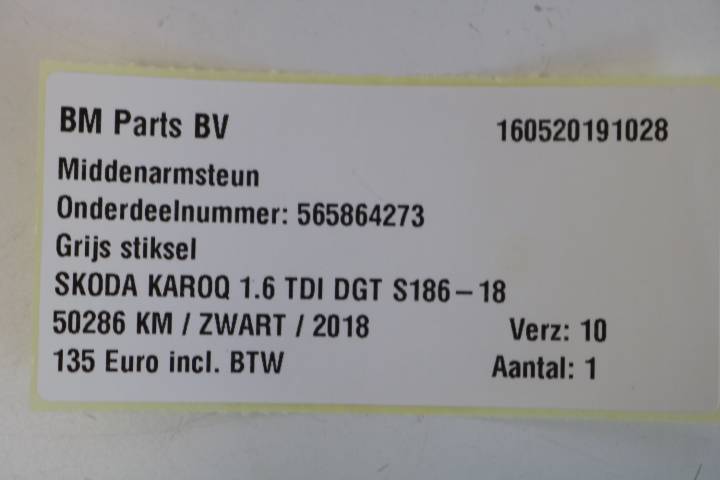 BM Parts BV 160520191028
Middenarmsteun
Onderdeelnummer: 565864273
Grijs stiksel
SKODA KAROQ 1.6 TDI DGT S186-18
50286 KM / ZWART / 2018 Verz: 10
135 Euro incl. BTW Aantal: 1